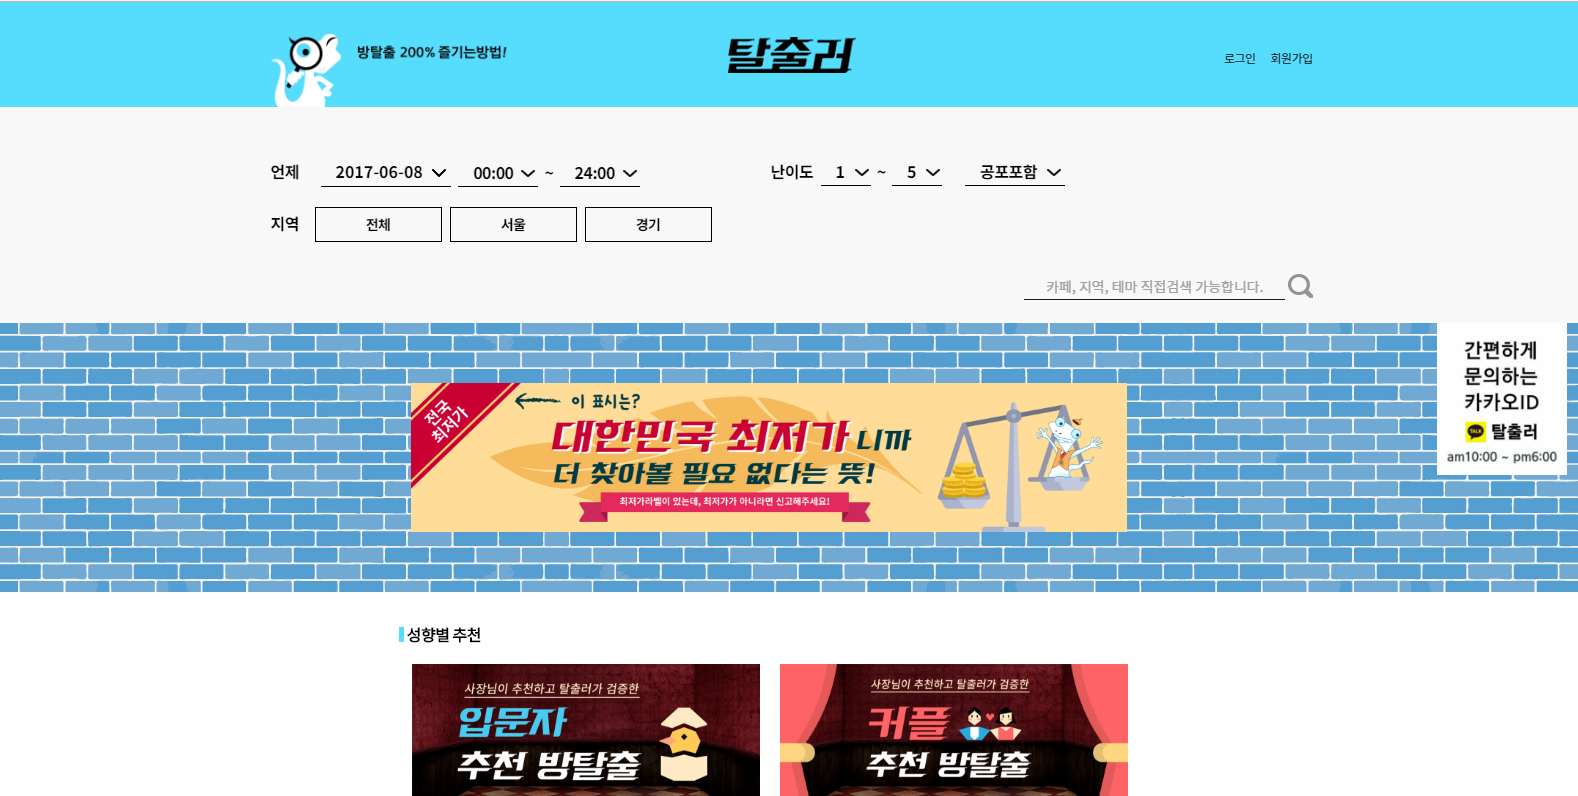 방탈출 200% 즐기는방법!
탈출러
로그인 회원가입
언제 2017-06-08 00:00 ~ 24:00 난이도 1 ~ 5 공포포함
지역 전체 서울 경기
카페, 지역, 테마 직접검색 가능합니다.
간편하게
문의하는
카카오ID
TALK 탈출러
am10:00 ~ pm6:00
전국
최저가
이 표시는?
대한민국 최저가 니까
더 찾아볼 필요 없다는 뜻!
최저가라벨이 있는데, 최저가가 아니라면 신고해주세요!
성향별 추천
사장님이 추천하고 탈출러가 검증한
입문자
추천 방탈출
사장님이 추천하고 탈출러가 검증한
커플
추천 방탈출